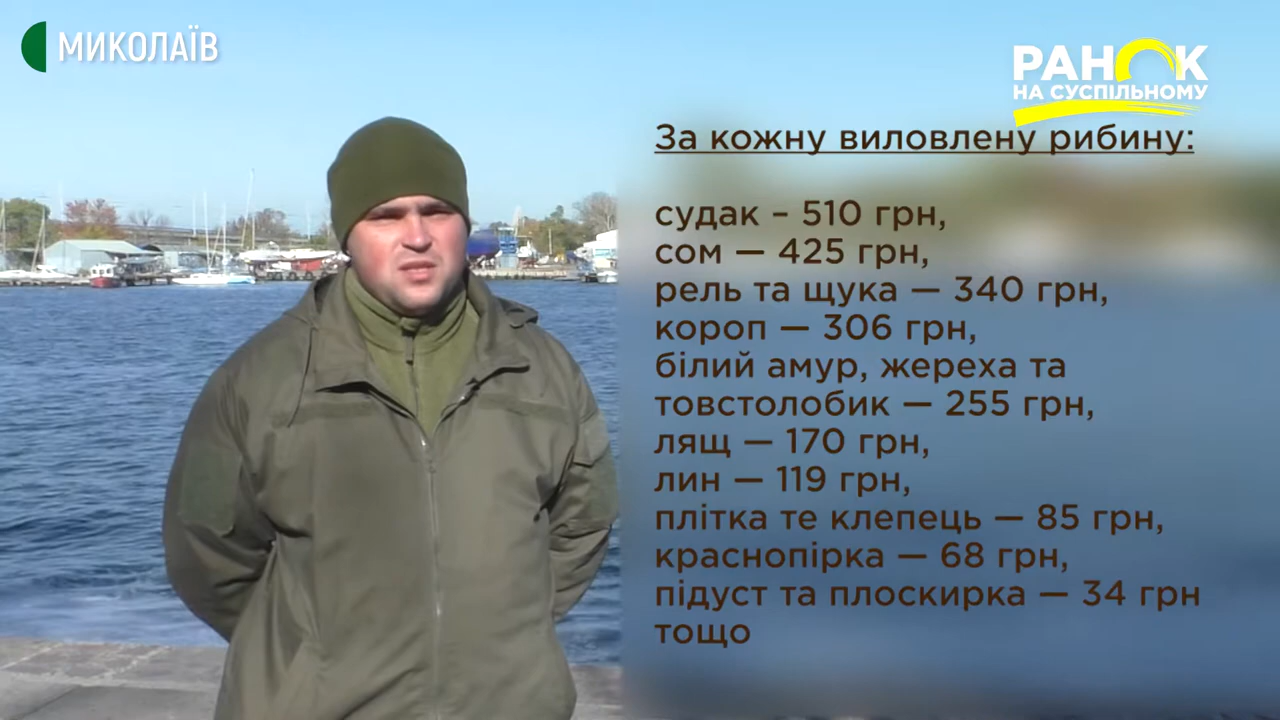 МИКОЛАЇВ
РАНОК
НА СУСПІЛЬНОМУ
За кожну виловлену рибину:
судак – 510 грн,
сом — 425 грн,
рель та щука — 340 грн,
короп — 306 грн,
білий амур, жереха та
товстолобик — 255 грн,
лящ — 170 грн,
лин — 119 грн,
плітка те клепець — 85 грн,
краснопірка — 68 грн,
підуст та плоскирка — 34 грн
тощо